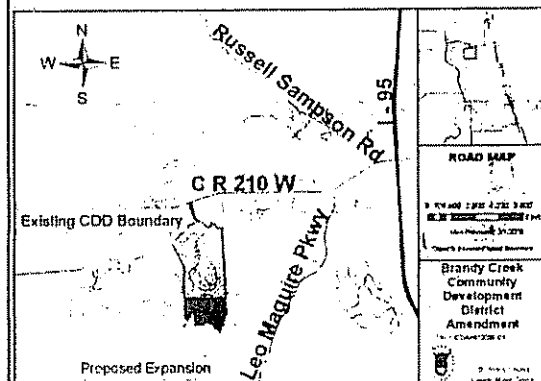 N
W E
S
Russell Sampson Rd
I-95
C R 210 W
Existing CDD Boundary
Leo Maguire Pkwy
Proposed Expansion
ROAD MAP
Brandy Creek
Community
Development
District
Amendment